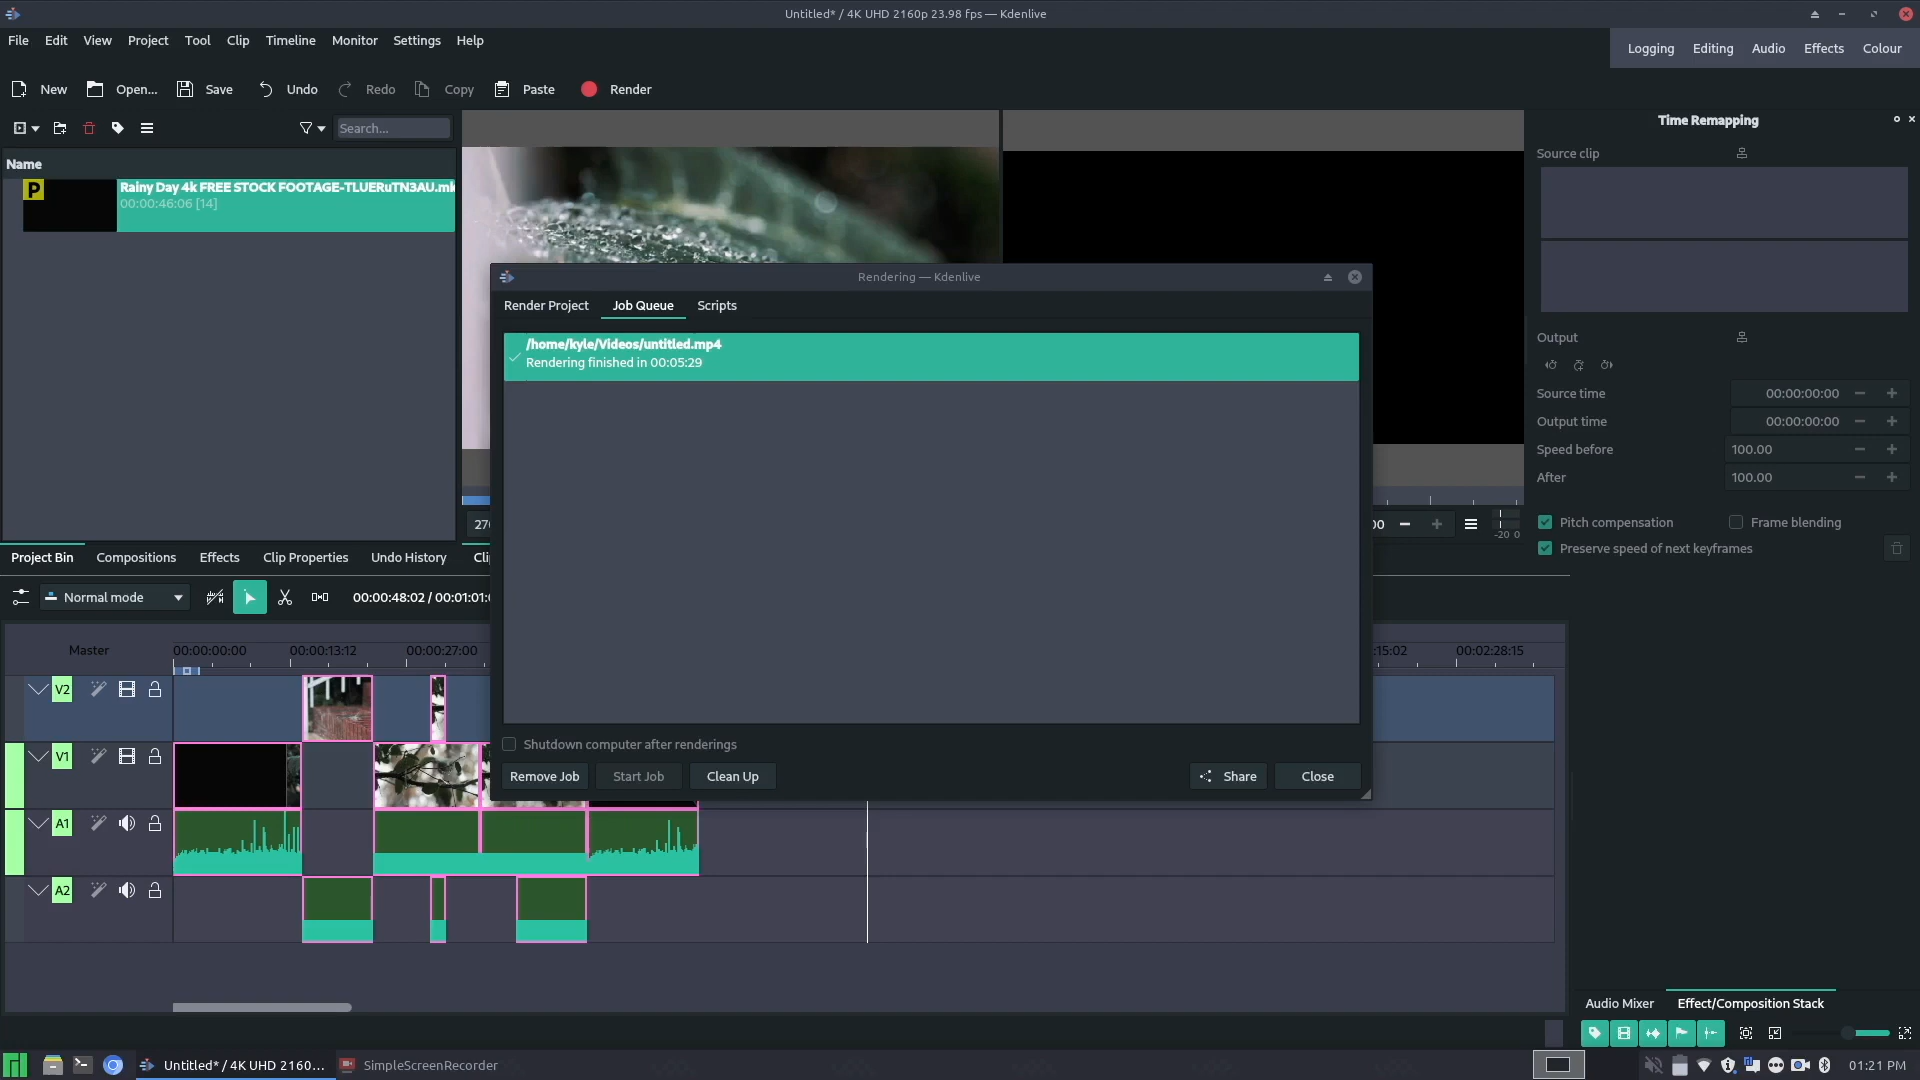 Untitled* / 4K UHD 2160p 23.98 fps — Kdenlive
File Edit View Project Tool Clip Timeline Monitor Settings Help
Logging Editing Audio Effects Colour
New Open... Save Undo Redo Copy Paste Render
Search...
Name
P
Rainy Day 4k FREE STOCK FOOTAGE-TLUERuTN3AU.mk
00:00:46:06 [14]
Time Remapping
Source clip
Output
Source time 00:00:00:00
Output time 00:00:00:00
Speed before 100.00
After 100.00
Pitch compensation Frame blending
Preserve speed of next keyframes
Rendering — Kdenlive
Render Project Job Queue Scripts
/home/kyle/Videos/untitled.mp4
Rendering finished in 00:05:29
Shutdown computer after renderings
Remove Job Start Job Clean Up Share Close
27
00
-20 0
Project Bin Compositions Effects Clip Properties Undo History Cli
Normal mode
00:00:48:02 / 00:01:01:
Master
00:00:00:00 00:00:13:12 00:00:27:00 :15:02 00:02:28:15
V2
V1
A1
A2
Audio Mixer Effect/Composition Stack
Untitled* / 4K UHD 2160... SimpleScreenRecorder 01:21 PM